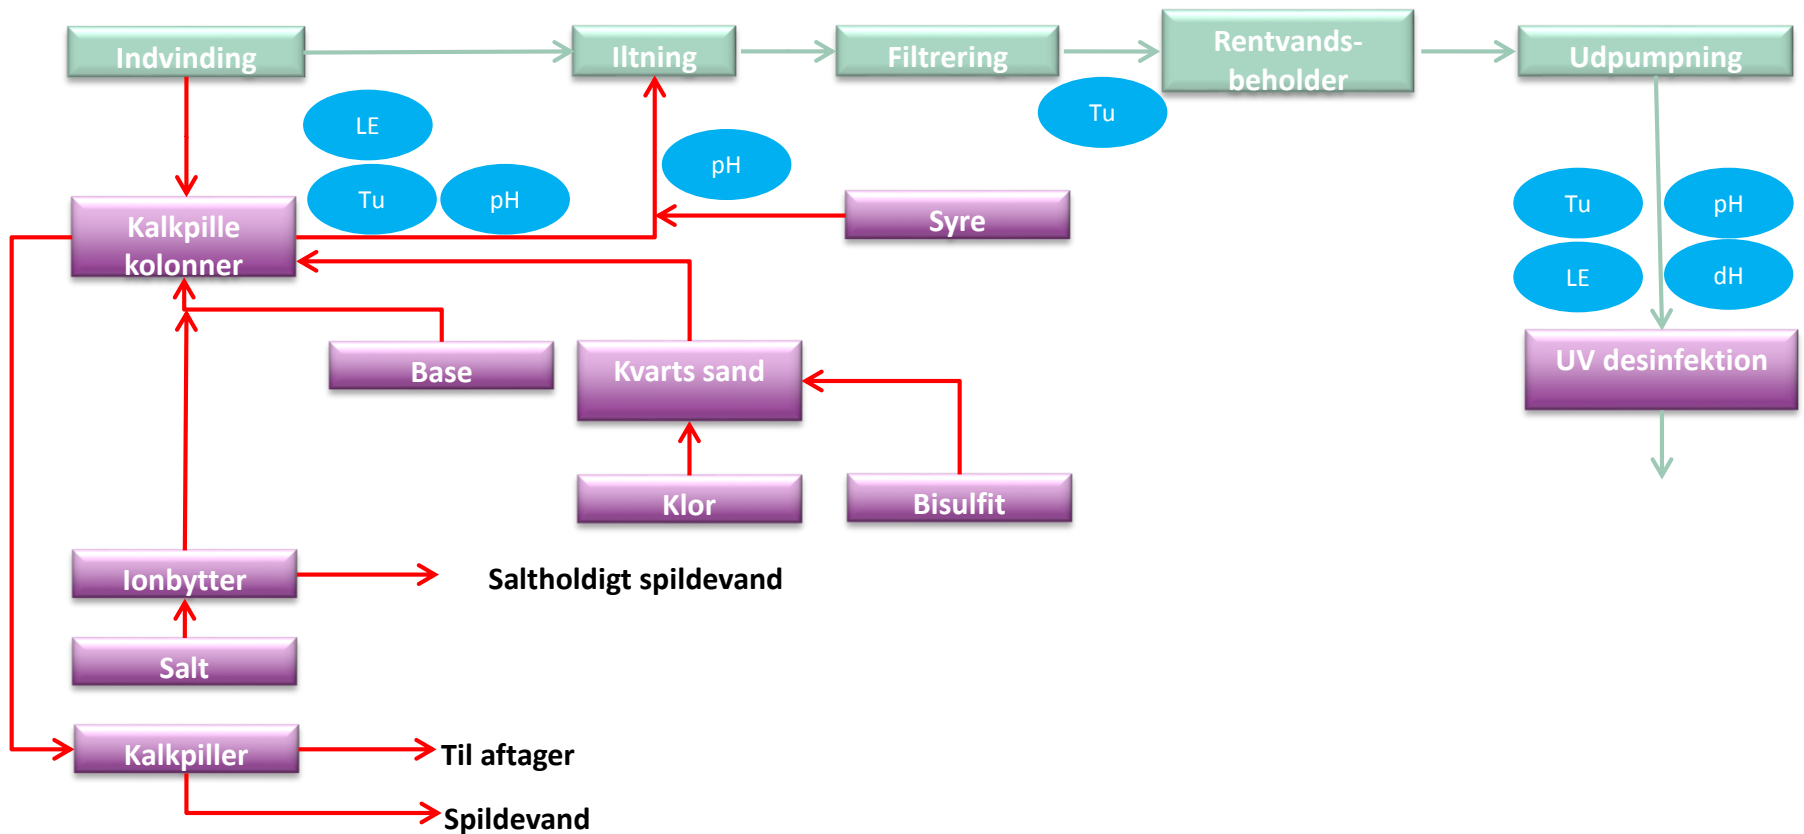 Indvinding
Iltning
Filtrering
Rentvands-
beholder
Udpumpning
LE
Tu
pH
pH
Tu
Kalkpille
kolonner
Syre
Tu
pH
LE
dH
Base
Kvarts sand
UV desinfektion
Klor
Bisulfit
Ionbytter
Saltholdigt spildevand
Salt
Kalkpiller
Til aftager
Spildevand